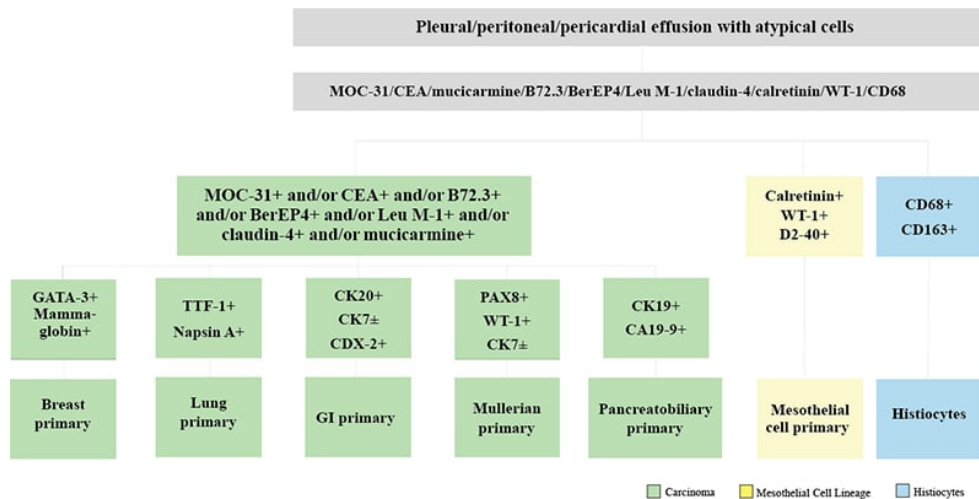 Pleural/peritoneal/pericardial effusion with atypical cells
MOC-31/CEA/mucicarmine/B72.3/BerEP4/Leu M-1/claudin-4/calretinin/WT-1/CD68
MOC-31+ and/or CEA+ and/or B72.3+
and/or BerEP4+ and/or Leu M-1+ and/or
claudin-4+ and/or mucicarmine+
Calretinin+
WT-1+
D2-40+
CD68+
CD163+
GATA-3+
Mamma-
globin+
TTF-1+
Napsin A+
CK20+
CK7±
CDX-2+
PAX8+
WT-1+
CK7±
CK19+
CA19-9+
Breast
primary
Lung
primary
GI primary
Mullerian
primary
Pancreatobiliary
primary
Mesothelial
cell primary
Histiocytes
Carcinoma
Mesothelial Cell Lineage
Histiocytes